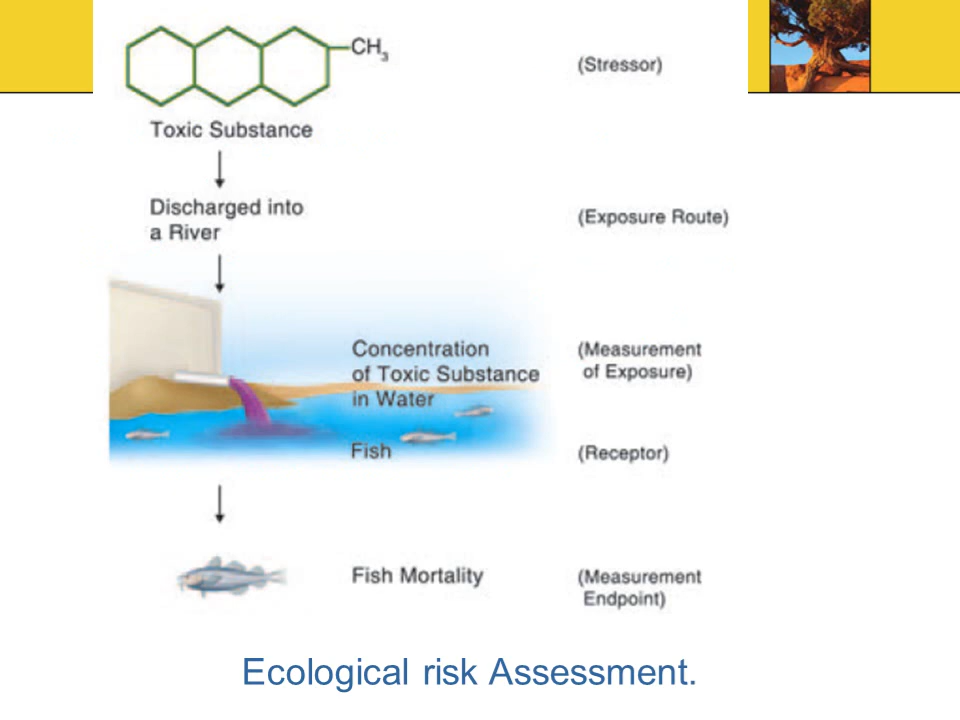 CH3
(Stressor)
Toxic Substance
Discharged into
a River
(Exposure Route)
Concentration
of Toxic Substance
in Water
(Measurement
of Exposure)
Fish
(Receptor)
Fish Mortality
(Measurement
Endpoint)
Ecological risk Assessment.